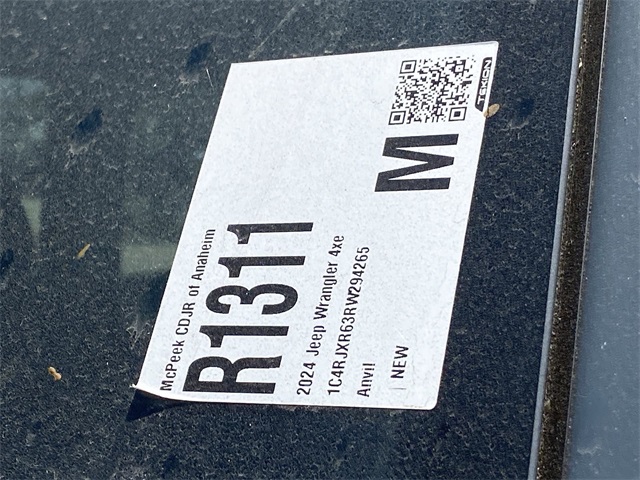 McPeek CDJR of Anaheim
R1311
2024 Jeep Wrangler 4xe
1C4RJXR63RW294265
Anvil
NEW
M
TEKION